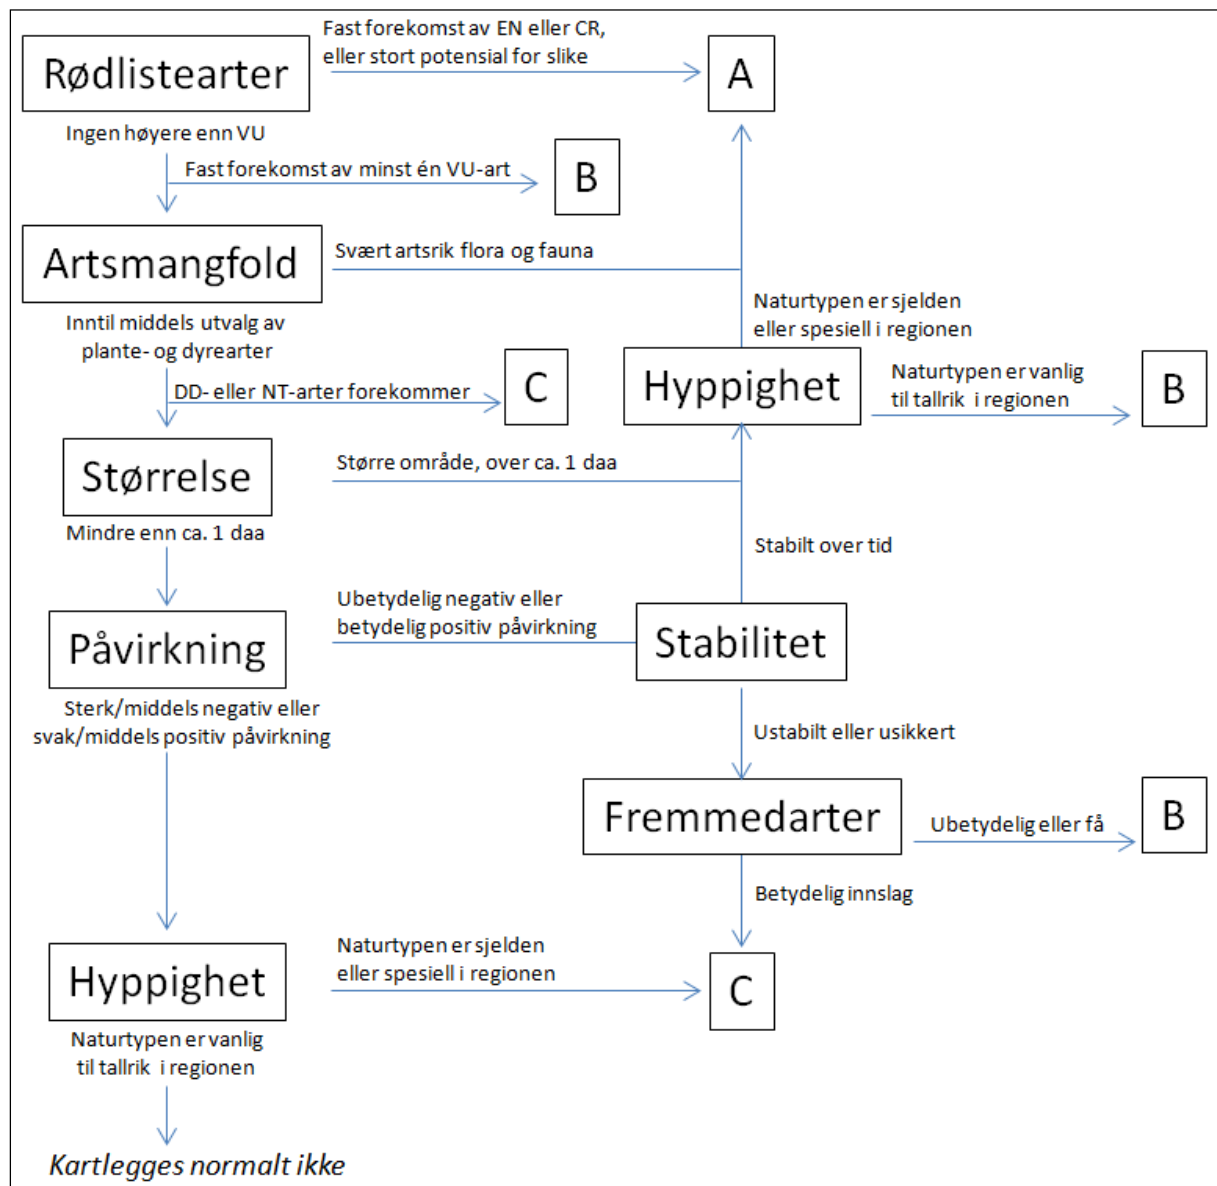 Rødlistearter
Fast forekomst av EN eller CR,
eller stort potensial for slike
A
Ingen høyere enn VU
Fast forekomst av minst én VU-art
B
Artsmangfold
Svært artsrik flora og fauna
Inntil middels utvalg av
plante- og dyrearter
DD- eller NT-arter forekommer
C
Naturtypen er sjelden
eller spesiell i regionen
Hyppighet
Naturtypen er vanlig
til tallrik i regionen
B
Størrelse
Større område, over ca. 1 daa
Mindre enn ca. 1 daa
Stabilt over tid
Påvirkning
Ubetydelig negativ eller
betydelig positiv påvirkning
Stabilitet
Sterk/middels negativ eller
svak/middels positiv påvirkning
Ustabilt eller usikkert
Fremmedarter
Ubetydelig eller få
B
Betydelig innslag
Hyppighet
Naturtypen er sjelden
eller spesiell i regionen
C
Naturtypen er vanlig
til tallrik i regionen
Kartlegges normalt ikke